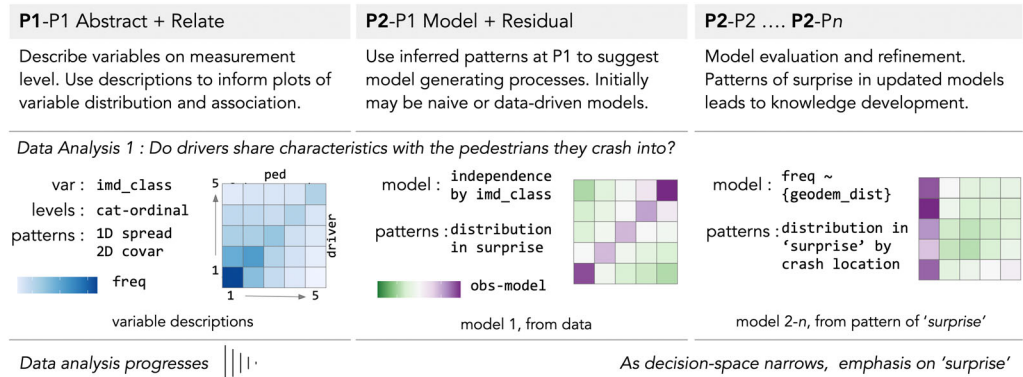 P1-P1 Abstract + Relate
Describe variables on measurement
level. Use descriptions to inform plots of
variable distribution and association.
P2-P1 Model + Residual
Use inferred patterns at P1 to suggest
model generating processes. Initially
may be naive or data-driven models.
P2-P2 .... P2-Pn
Model evaluation and refinement.
Patterns of surprise in updated models
leads to knowledge development.
Data Analysis 1 : Do drivers share characteristics with the pedestrians they crash into?
var : imd_class
levels : cat-ordinal
patterns : 1D spread
2D covar
freq
ped
5
driver
1
1 5
variable descriptions
model : independence
by imd_class
patterns : distribution
in surprise
obs-model
model 1, from data
model : freq ~
{geodem_dist}
patterns : distribution in
‘surprise’ by
crash location
model 2-n, from pattern of ‘surprise’
Data analysis progresses
As decision-space narrows, emphasis on ‘surprise’